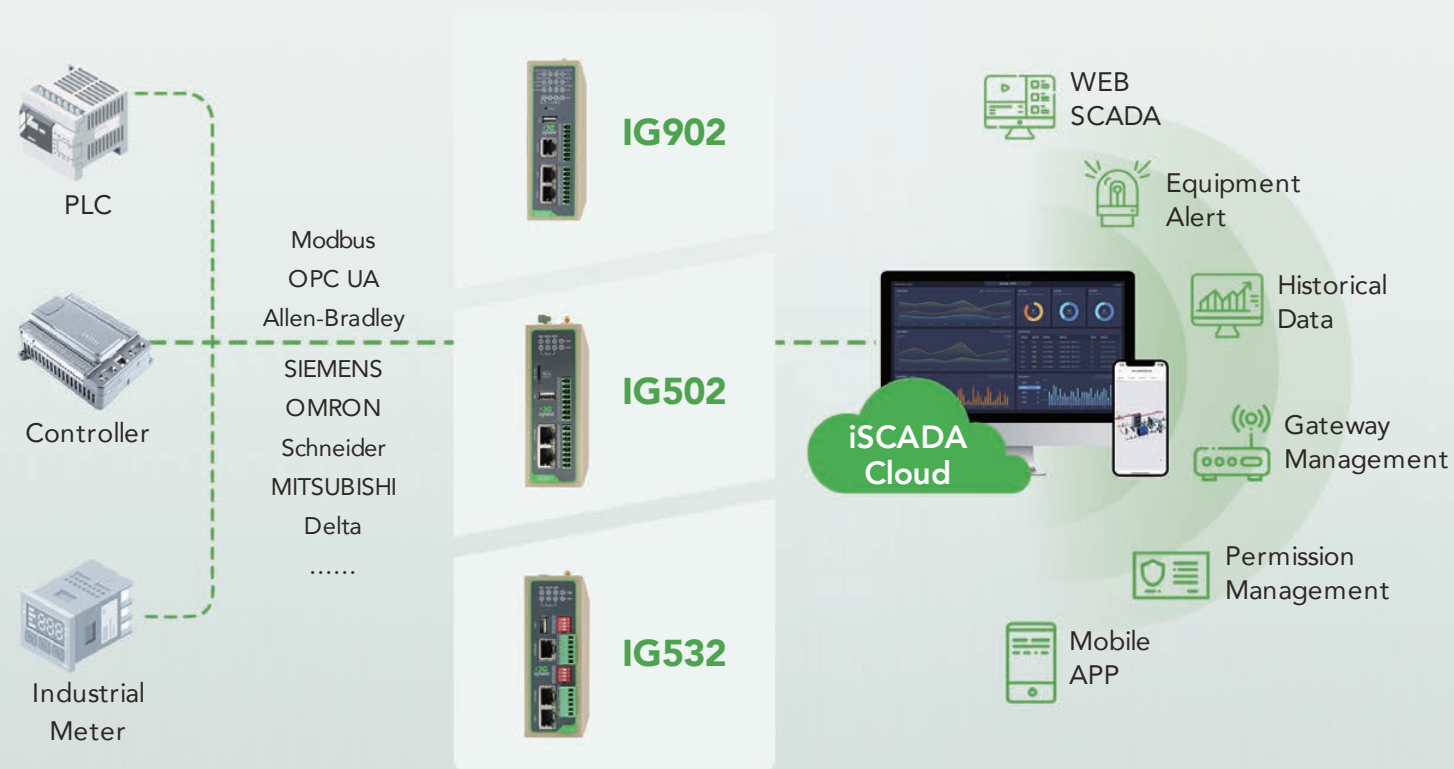 PLC
Controller
Industrial
Meter
Modbus
OPC UA
Allen-Bradley
SIEMENS
OMRON
Schneider
MITSUBISHI
Delta
......
IG902
IG502
IG532
iSCADA
Cloud
WEB
SCADA
Equipment
Alert
Historical
Data
Gateway
Management
Permission
Management
Mobile
APP